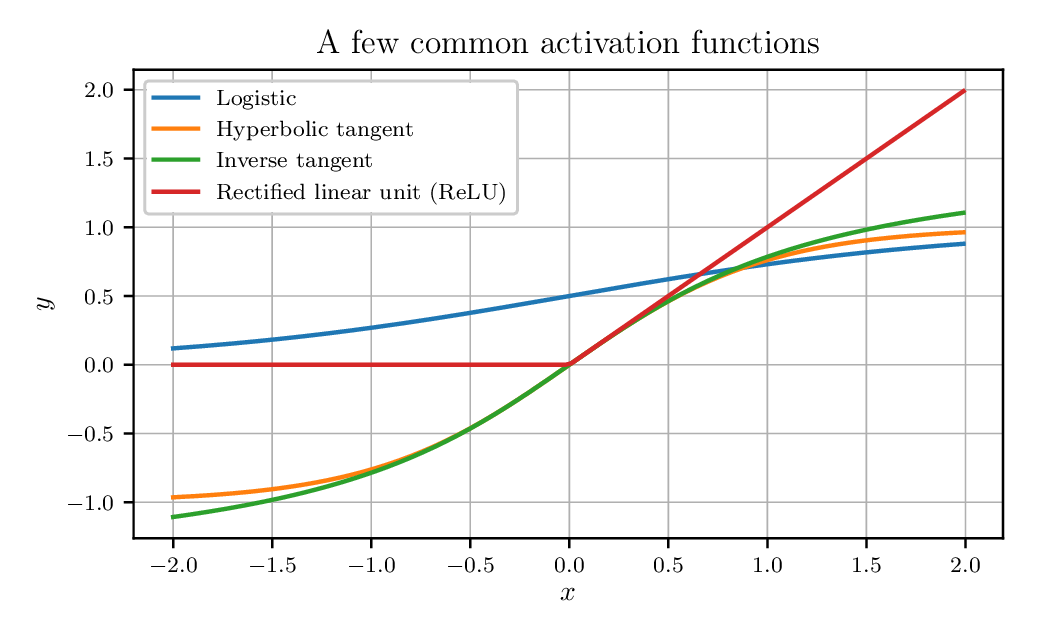 A few common activation functions
Logistic
Hyperbolic tangent
Inverse tangent
Rectified linear unit (ReLU)
2.0
1.5
1.0
0.5
0.0
−0.5
−1.0
y
−2.0 −1.5 −1.0 −0.5 0.0 0.5 1.0 1.5 2.0
x